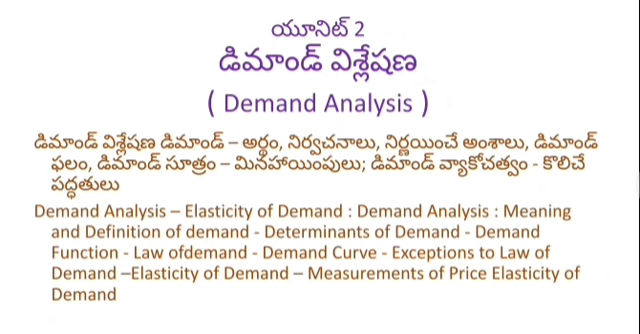 యూనిట్ 2
డిమాండ్ విశ్లేషణ
( Demand Analysis )
డిమాండ్ విశ్లేషణ డిమాండ్ – అర్థం, నిర్వచనాలు, నిర్ణయించే అంశాలు, డిమాండ్
ఫలం, డిమాండ్ సూత్రం – మినహాయింపులు; డిమాండ్ వ్యాకోచత్వం - కొలిచే
పద్ధతులు
Demand Analysis – Elasticity of Demand : Demand Analysis : Meaning
and Definition of demand - Determinants of Demand - Demand
Function - Law ofdemand - Demand Curve - Exceptions to Law of
Demand –Elasticity of Demand – Measurements of Price Elasticity of
Demand